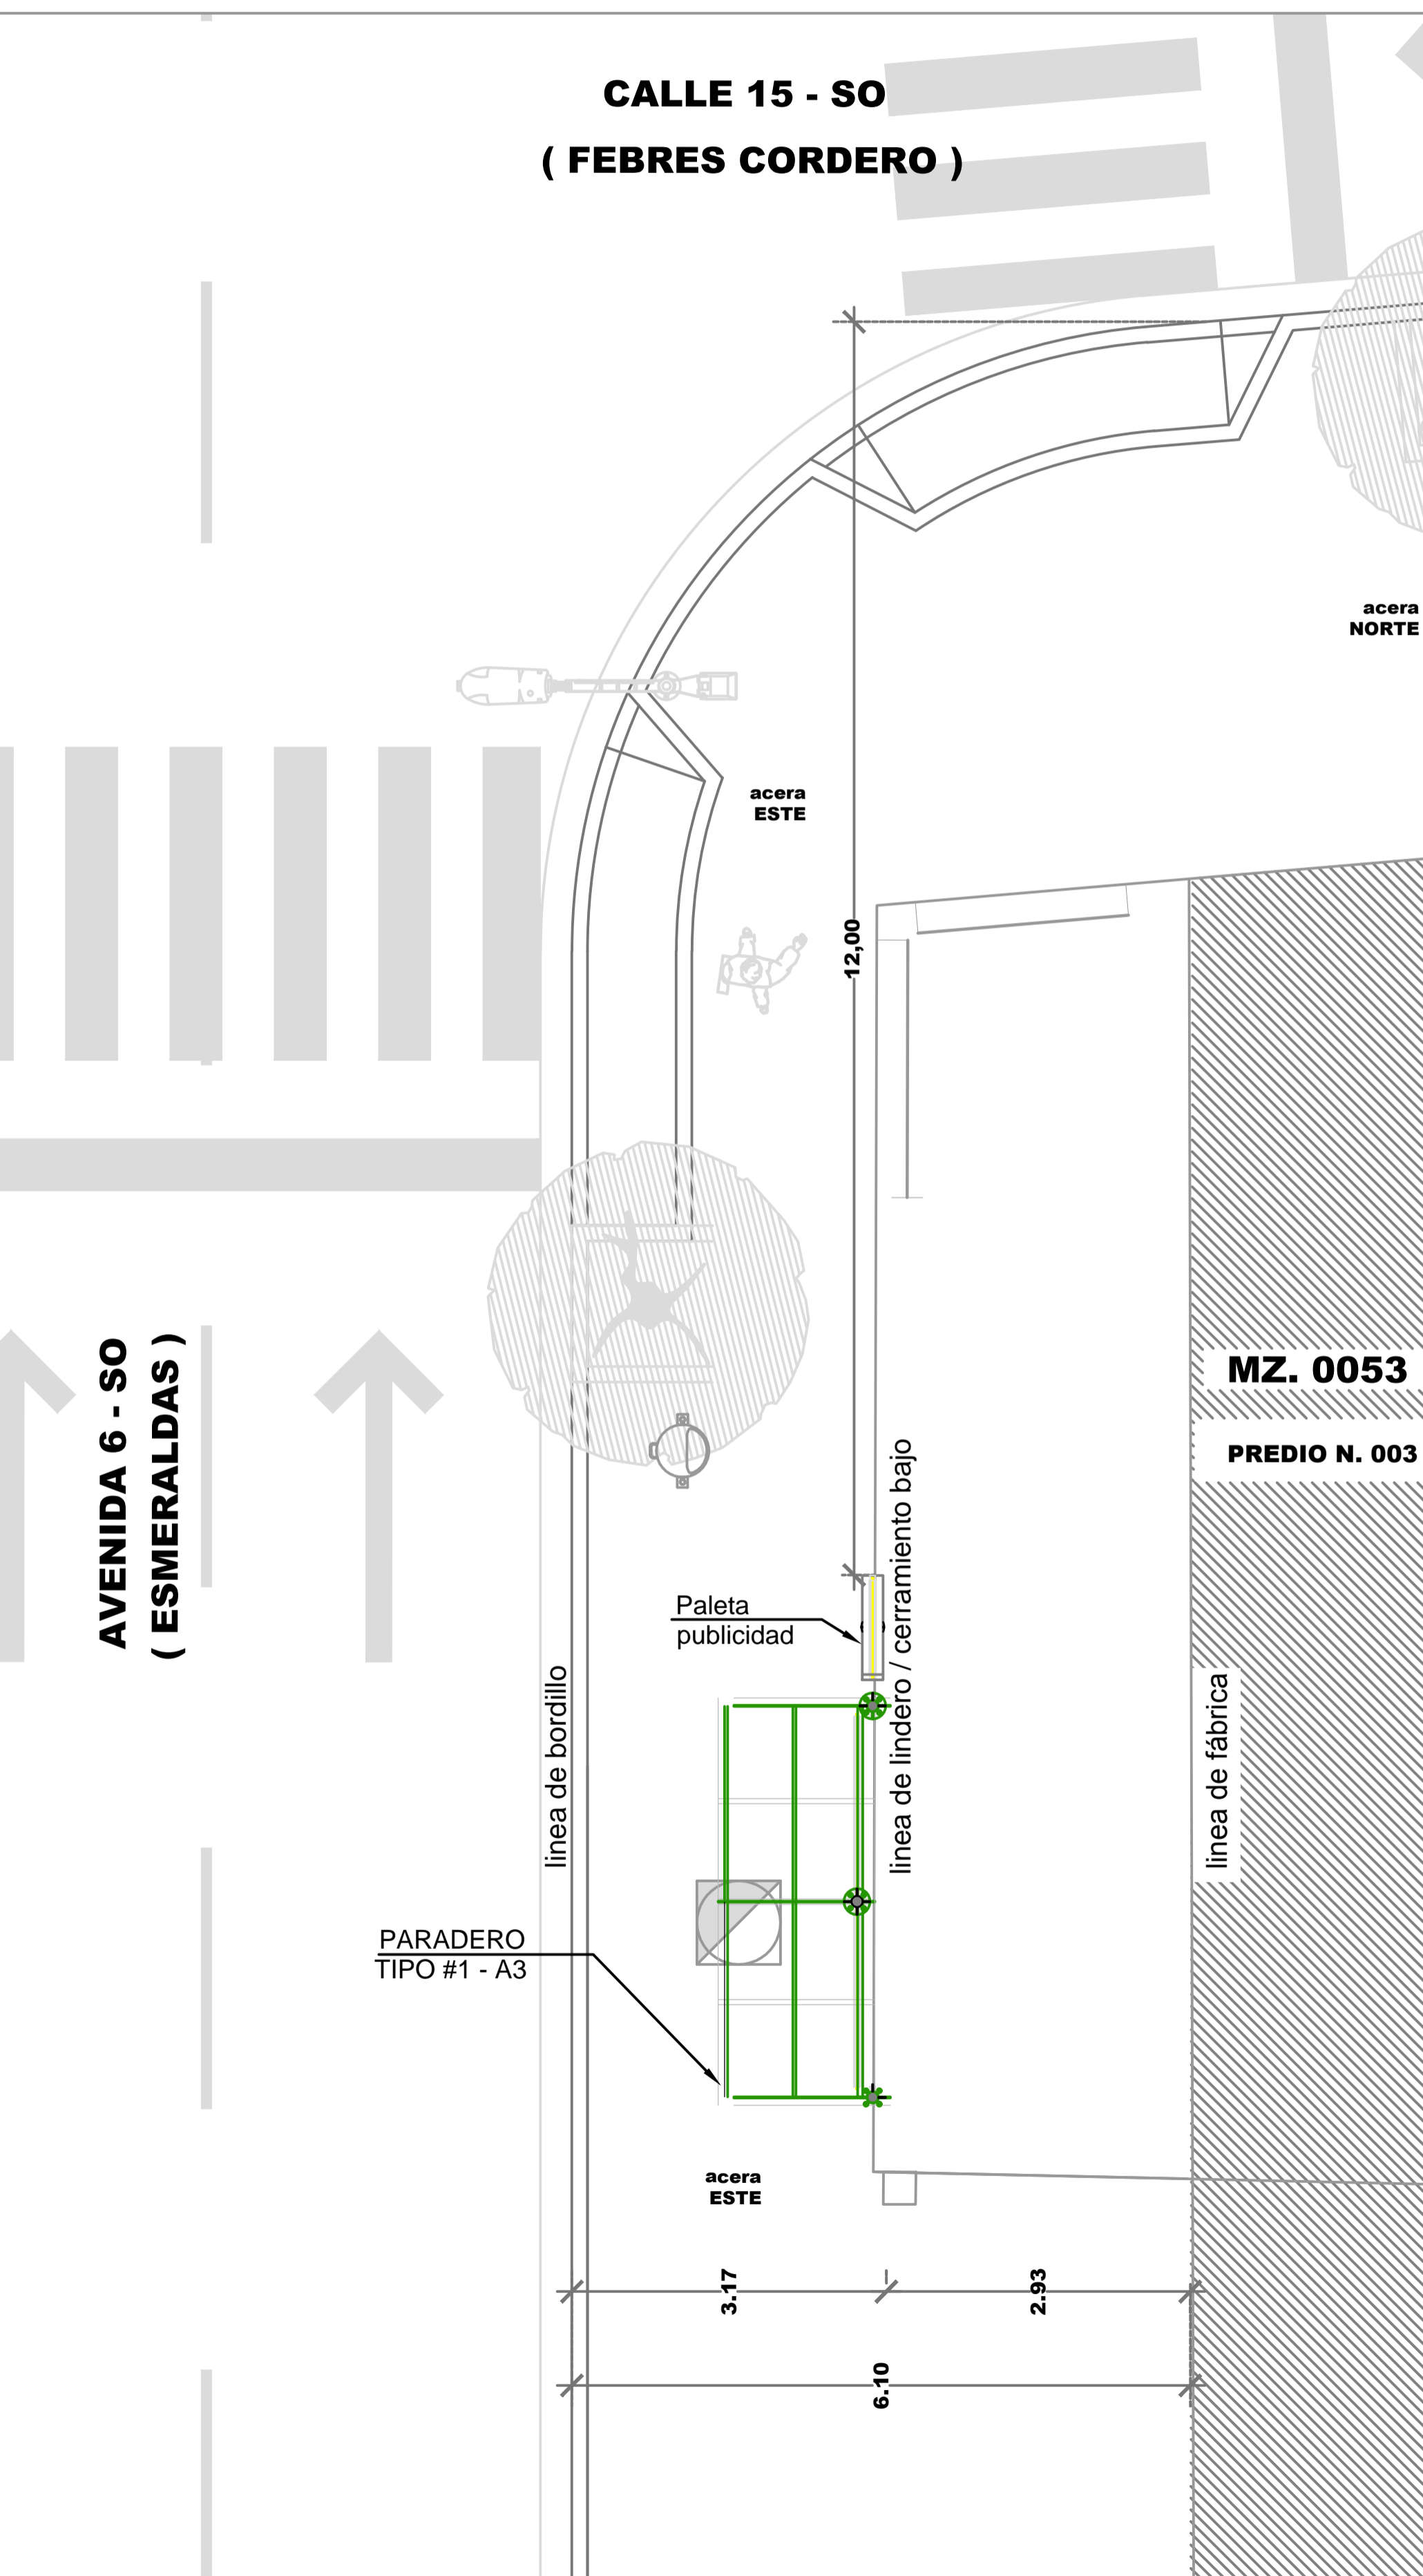 CALLE 15 - SO
( FEBRES CORDERO )
acera
NORTE
acera
ESTE
12,00
AVENIDA 6 - SO
( ESMERALDAS )
MZ. 0053
PREDIO N. 003
linea de lindero / cerramiento bajo
Paleta
publicidad
linea de bordillo
linea de fábrica
PARADERO
TIPO #1 - A3
acera
ESTE
3.17
2.93
6.10